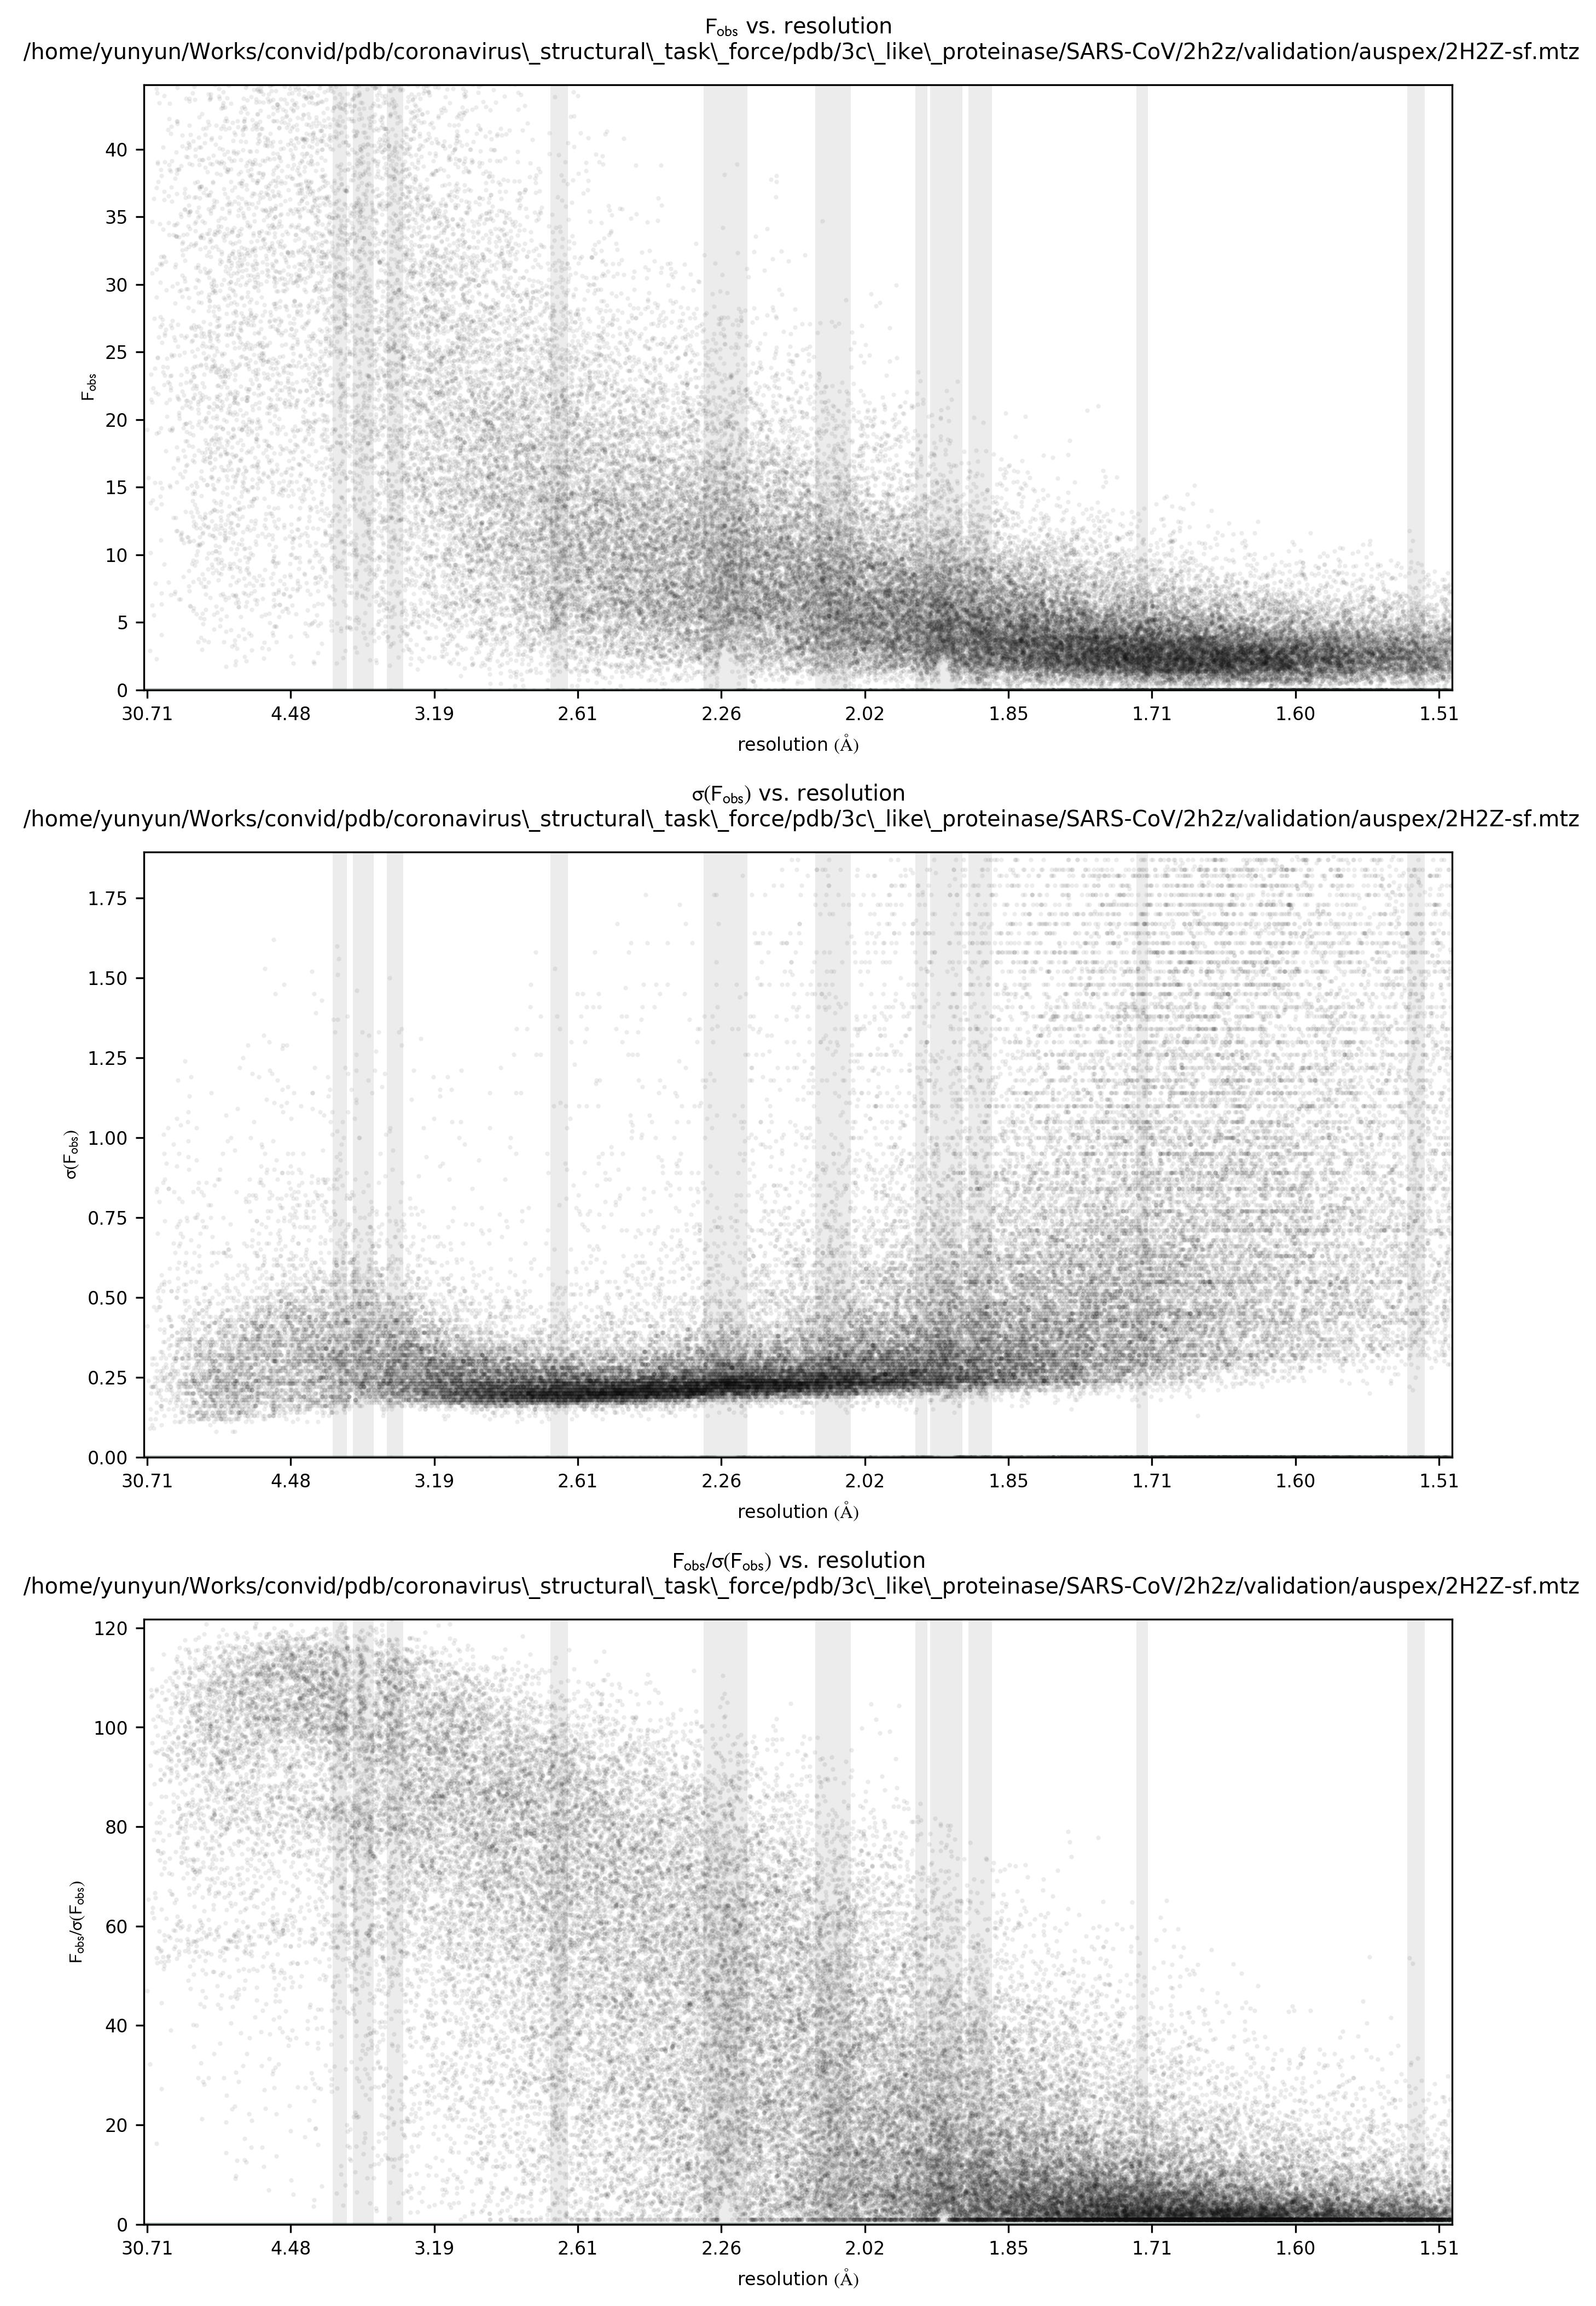 Fobs vs. resolution
/home/yunyun/Works/convid/pdb/coronavirus\_structural\_task\_force/pdb/3c\_like\_proteinase/SARS-CoV/2h2z/validation/auspex/2H2Z-sf.mtz
40
35
30
25
20
15
10
5
0
Fobs
30.71 4.48 3.19 2.61 2.26 2.02 1.85 1.71 1.60 1.51
resolution (Å)
σ(Fobs) vs. resolution
/home/yunyun/Works/convid/pdb/coronavirus\_structural\_task\_force/pdb/3c\_like\_proteinase/SARS-CoV/2h2z/validation/auspex/2H2Z-sf.mtz
1.75
1.50
1.25
1.00
0.75
0.50
0.25
0.00
σ(Fobs)
30.71 4.48 3.19 2.61 2.26 2.02 1.85 1.71 1.60 1.51
resolution (Å)
Fobs/σ(Fobs) vs. resolution
/home/yunyun/Works/convid/pdb/coronavirus\_structural\_task\_force/pdb/3c\_like\_proteinase/SARS-CoV/2h2z/validation/auspex/2H2Z-sf.mtz
120
100
80
60
40
20
0
Fobs/σ(Fobs)
30.71 4.48 3.19 2.61 2.26 2.02 1.85 1.71 1.60 1.51
resolution (Å)